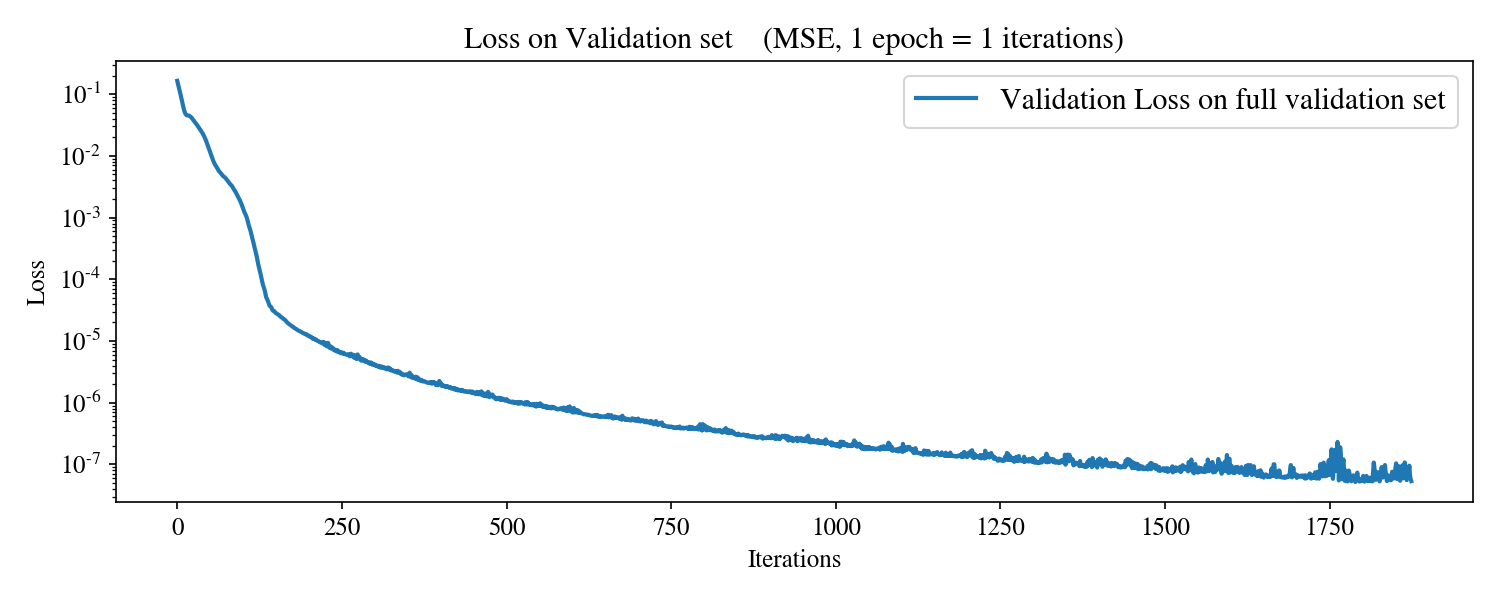 Loss on Validation set    (MSE, 1 epoch = 1 iterations)
Validation Loss on full validation set
Loss
10^-1
10^-2
10^-3
10^-4
10^-5
10^-6
10^-7
0 250 500 750 1000 1250 1500 1750
Iterations